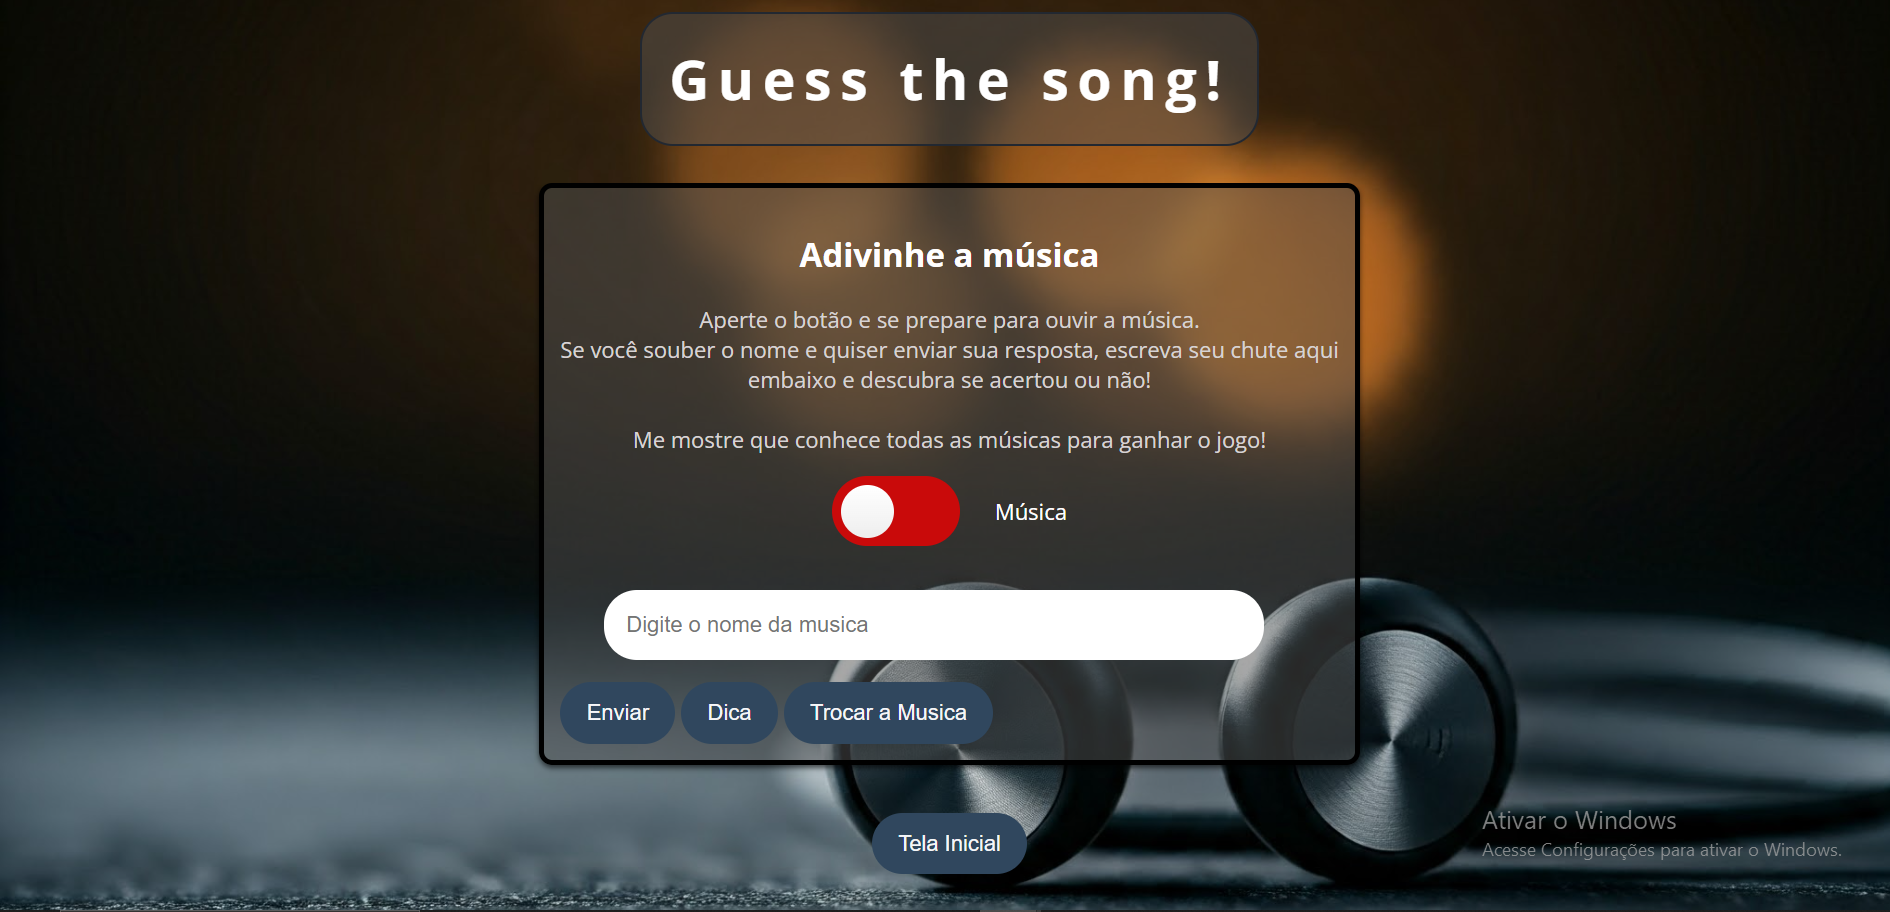 Guess the song!
Adivinhe a música
Aperte o botão e se prepare para ouvir a música.
Se você souber o nome e quiser enviar sua resposta, escreva seu chute aqui
embaixo e descubra se acertou ou não!
Me mostre que conhece todas as músicas para ganhar o jogo!
Música
Digite o nome da musica
Enviar Dica Trocar a Musica
Tela Inicial
Ativar o Windows
Acesse Configurações para ativar o Windows.